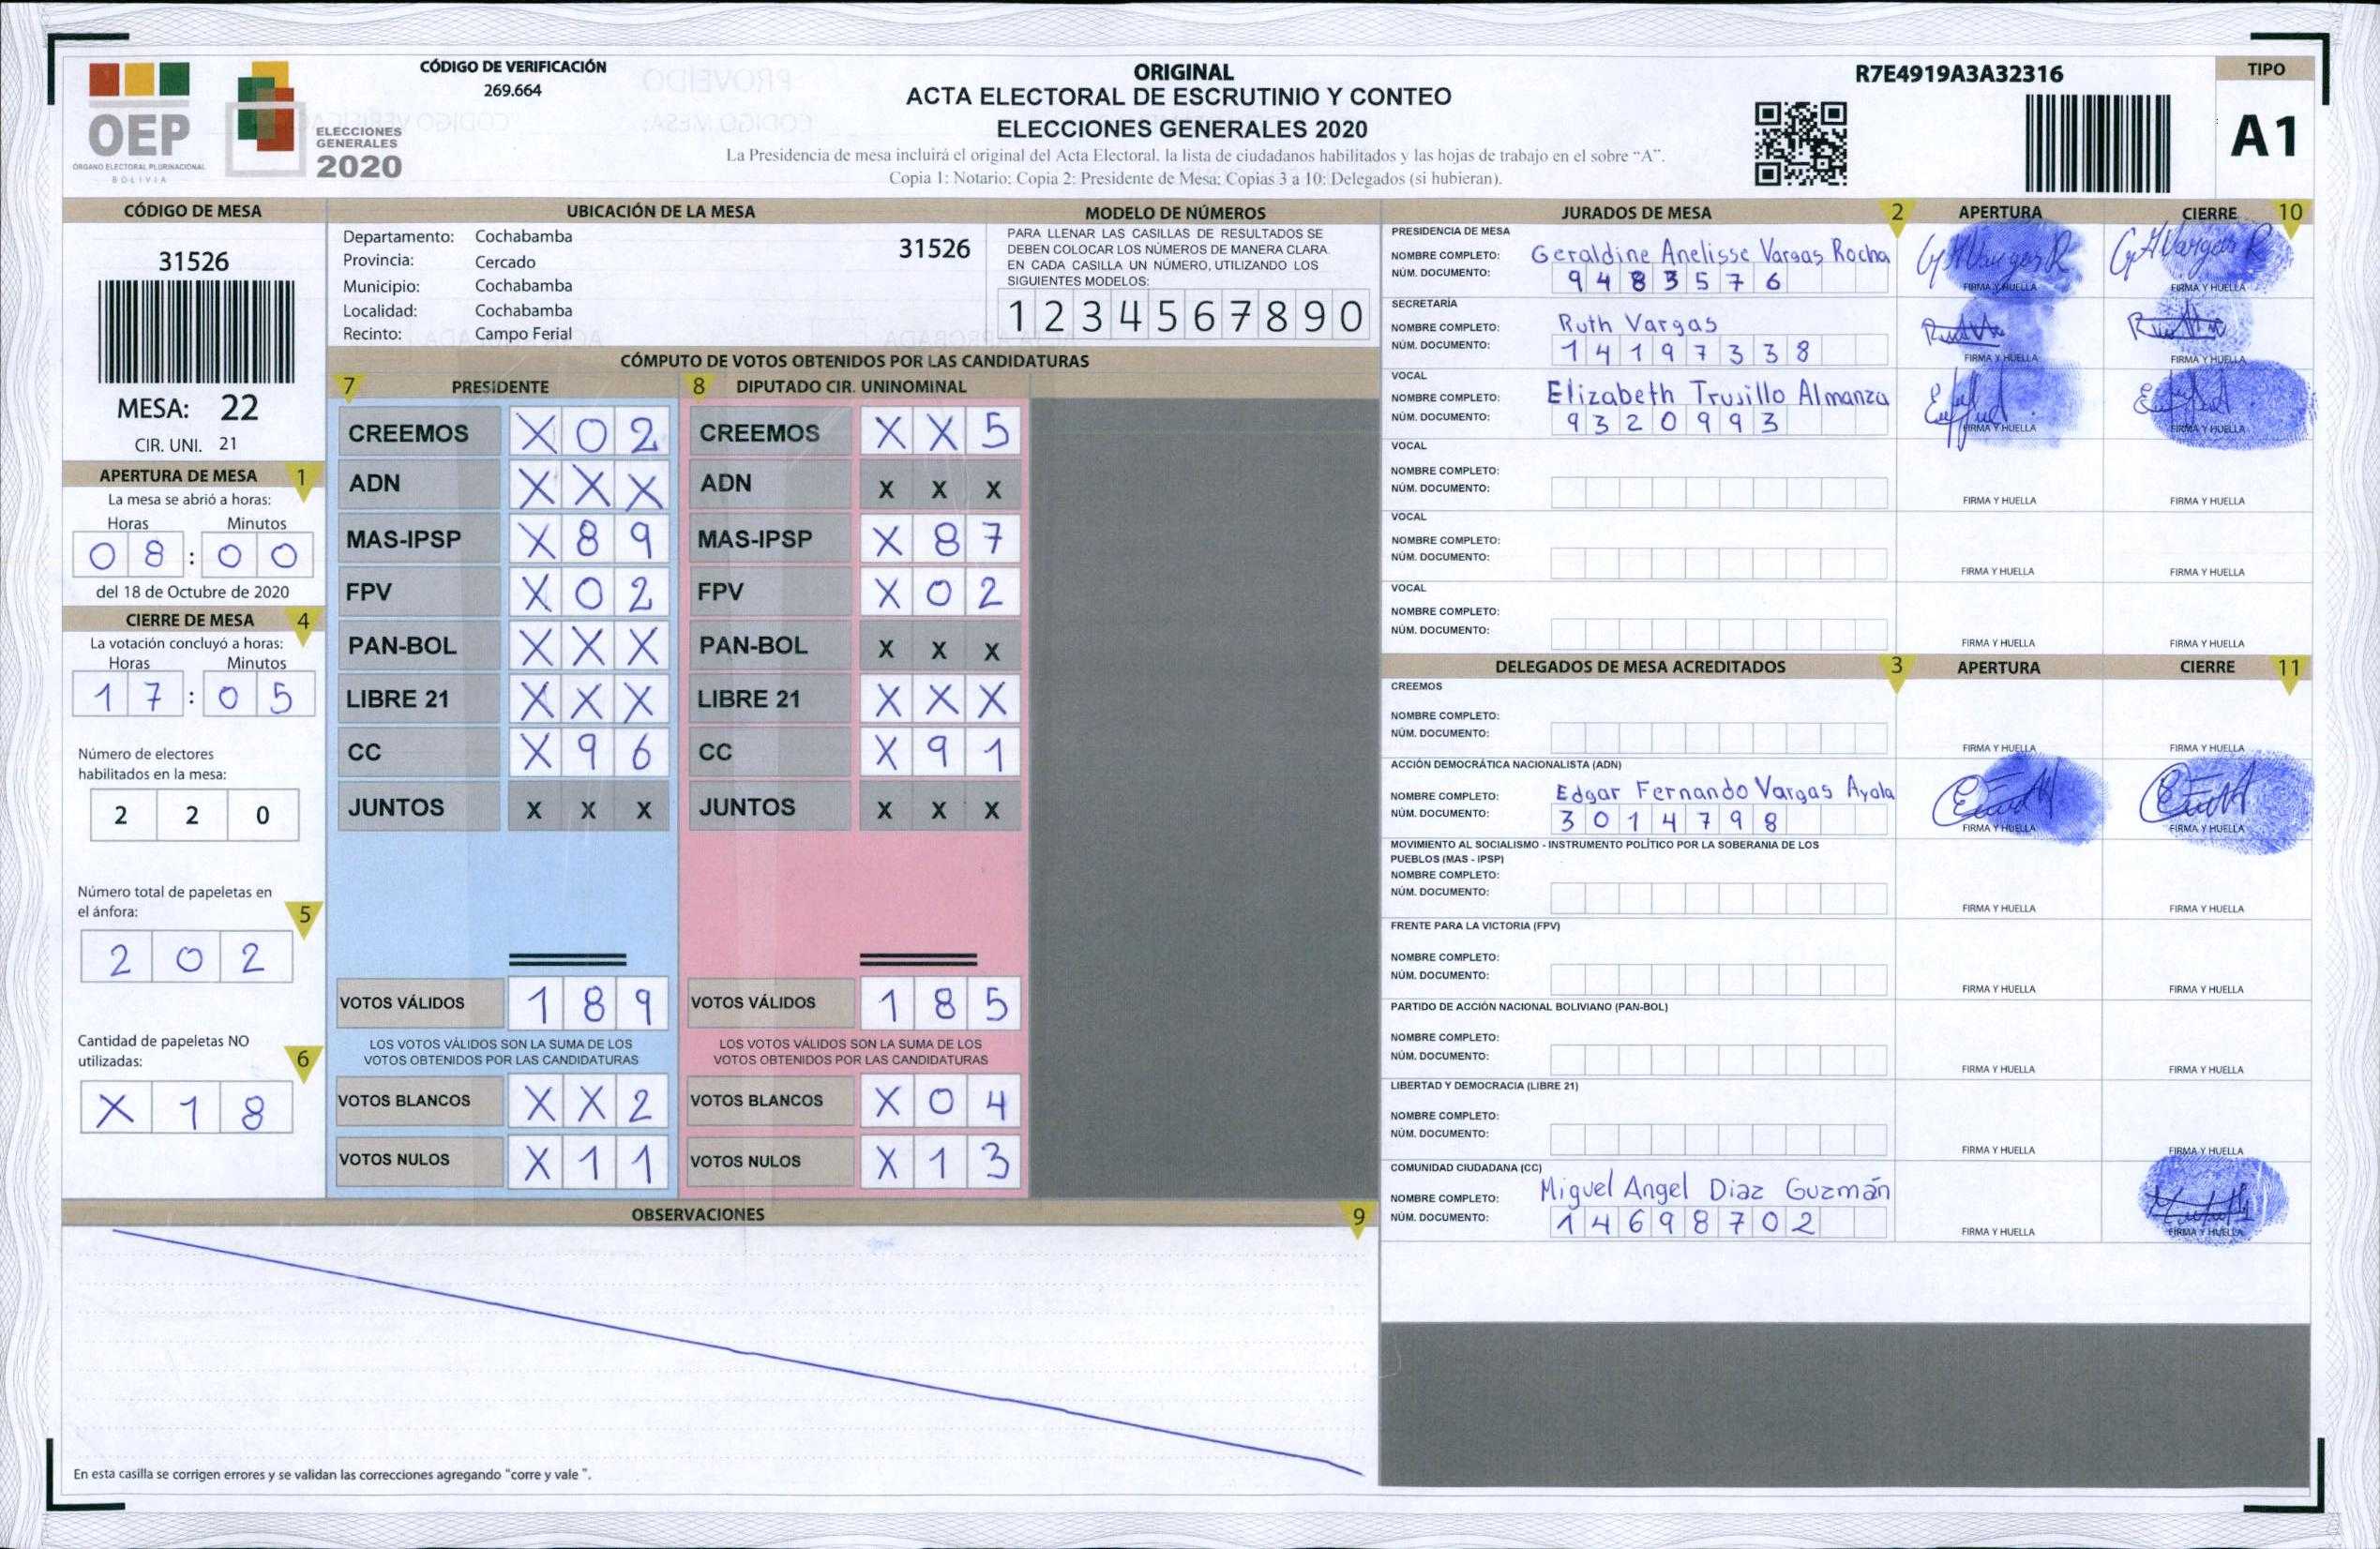 OEP
ÓRGANO ELECTORAL PLURINACIONAL
BOLIVIA
ELECCIONES
GENERALES
2020
CÓDIGO DE VERIFICACIÓN
269.664
ORIGINAL
ACTA ELECTORAL DE ESCRUTINIO Y CONTEO
ELECCIONES GENERALES 2020
La Presidencia de mesa incluirá el original del Acta Electoral, la lista de ciudadanos habilitados y las hojas de trabajo en el sobre “A”.
Copia 1: Notario; Copia 2: Presidente de Mesa; Copias 3 a 10: Delegados (si hubieran).
R7E4919A3A32316
TIPO
A1
CÓDIGO DE MESA
31526
MESA: 22
CIR. UNI. 21
APERTURA DE MESA 1
La mesa se abrió a horas:
Horas Minutos
0 8 : 0 0
del 18 de Octubre de 2020
CIERRE DE MESA 4
La votación concluyó a horas:
Horas Minutos
1 7 : 0 5
Número de electores
habilitados en la mesa:
2 2 0
Número total de papeletas en
el ánfora: 5
2 0 2
Cantidad de papeletas NO
utilizadas: 6
X 1 8
UBICACIÓN DE LA MESA
Departamento: Cochabamba 31526
Provincia: Cercado
Municipio: Cochabamba
Localidad: Cochabamba
Recinto: Campo Ferial
MODELO DE NÚMEROS
PARA LLENAR LAS CASILLAS DE RESULTADOS SE
DEBEN COLOCAR LOS NÚMEROS DE MANERA CLARA.
EN CADA CASILLA UN NÚMERO, UTILIZANDO LOS
SIGUIENTES MODELOS:
1 2 3 4 5 6 7 8 9 0
CÓMPUTO DE VOTOS OBTENIDOS POR LAS CANDIDATURAS
7 PRESIDENTE 8 DIPUTADO CIR. UNINOMINAL
CREEMOS X 0 2 CREEMOS X X 5
ADN X X X ADN X X X
MAS-IPSP X 8 9 MAS-IPSP X 8 7
FPV X 0 2 FPV X 0 2
PAN-BOL X X X PAN-BOL X X X
LIBRE 21 X X X LIBRE 21 X X X
CC X 9 6 CC X 9 1
JUNTOS X X X JUNTOS X X X
VOTOS VÁLIDOS 1 8 9 VOTOS VÁLIDOS 1 8 5
LOS VOTOS VÁLIDOS SON LA SUMA DE LOS LOS VOTOS VÁLIDOS SON LA SUMA DE LOS
VOTOS OBTENIDOS POR LAS CANDIDATURAS VOTOS OBTENIDOS POR LAS CANDIDATURAS
VOTOS BLANCOS X X 2 VOTOS BLANCOS X 0 4
VOTOS NULOS X 1 1 VOTOS NULOS X 1 3
OBSERVACIONES 9
En esta casilla se corrigen errores y se validan las correcciones agregando "corre y vale ".
JURADOS DE MESA 2 APERTURA CIERRE 10
PRESIDENCIA DE MESA
NOMBRE COMPLETO: Geraldine Anelisse Vargas Rocha
NÚM. DOCUMENTO: 9 4 8 3 5 7 6
FIRMA Y HUELLA FIRMA Y HUELLA
SECRETARÍA
NOMBRE COMPLETO: Ruth Vargas
NÚM. DOCUMENTO: 1 4 1 9 7 3 3 8
FIRMA Y HUELLA FIRMA Y HUELLA
VOCAL
NOMBRE COMPLETO: Elizabeth Trujillo Almanza
NÚM. DOCUMENTO: 9 3 2 0 9 9 3
FIRMA Y HUELLA FIRMA Y HUELLA
VOCAL
NOMBRE COMPLETO:
NÚM. DOCUMENTO:
FIRMA Y HUELLA FIRMA Y HUELLA
VOCAL
NOMBRE COMPLETO:
NÚM. DOCUMENTO:
FIRMA Y HUELLA FIRMA Y HUELLA
VOCAL
NOMBRE COMPLETO:
NÚM. DOCUMENTO:
FIRMA Y HUELLA FIRMA Y HUELLA
DELEGADOS DE MESA ACREDITADOS 3 APERTURA CIERRE 11
CREEMOS
NOMBRE COMPLETO:
NÚM. DOCUMENTO:
FIRMA Y HUELLA FIRMA Y HUELLA
ACCIÓN DEMOCRÁTICA NACIONALISTA (ADN)
NOMBRE COMPLETO: Edgar Fernando Vargas Ayala
NÚM. DOCUMENTO: 3 0 1 4 7 9 8
FIRMA Y HUELLA FIRMA Y HUELLA
MOVIMIENTO AL SOCIALISMO - INSTRUMENTO POLÍTICO POR LA SOBERANIA DE LOS
PUEBLOS (MAS - IPSP)
NOMBRE COMPLETO:
NÚM. DOCUMENTO:
FIRMA Y HUELLA FIRMA Y HUELLA
FRENTE PARA LA VICTORIA (FPV)
NOMBRE COMPLETO:
NÚM. DOCUMENTO:
FIRMA Y HUELLA FIRMA Y HUELLA
PARTIDO DE ACCIÓN NACIONAL BOLIVIANO (PAN-BOL)
NOMBRE COMPLETO:
NÚM. DOCUMENTO:
FIRMA Y HUELLA FIRMA Y HUELLA
LIBERTAD Y DEMOCRACIA (LIBRE 21)
NOMBRE COMPLETO:
NÚM. DOCUMENTO:
FIRMA Y HUELLA FIRMA Y HUELLA
COMUNIDAD CIUDADANA (CC)
NOMBRE COMPLETO: Miguel Angel Diaz Guzmán
NÚM. DOCUMENTO: 1 4 6 9 8 7 0 2
FIRMA Y HUELLA FIRMA Y HUELLA